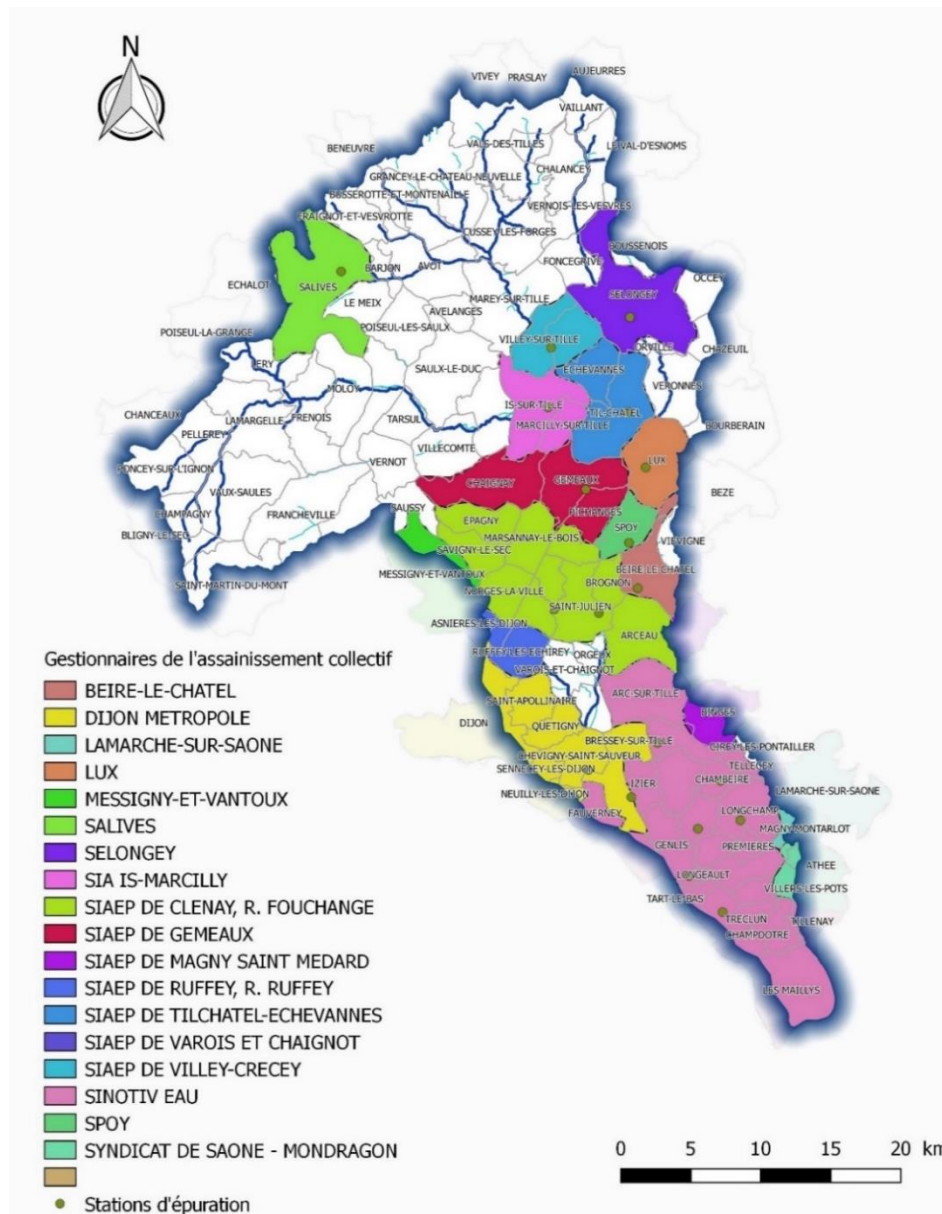 N
VIVEY PRASLAY
AUJEURRES
VAILLANT
BENEUVRE
VALS-DES-TILLES
LE-VAL-D'ESNOMS
GRANCEY-LE-CHATEAU-NEUVELLE
CHALANCEY
BUSSEROTTE-ET-MONTENAILLE
VERNOIS-LES-VESVRES
FRAIGNOT-ET-VESVROTTE
CUSSEY-LES-FORGES
BOUSSENOIS
FONCEGRIVE
BARJON
AVOT
OCCEY
ECHALOT
SALIVES
LE MEIX
MAREY-SUR-TILLE
SELONGEY
AVELANGES
POISEUL-LA-GRANGE
POISEUL-LES-SAULX
VILLEY-SUR-TILLE
ORVILLE
CHAZEUIL
LERY
SAULX-LE-DUC
ECHEVANNES
MOLOY
VERONNES
CHANCEAUX
LAMARGELLE
FRENOIS
TARSUL
IS-SUR-TILLE
TIL-CHATEL
MARCILLY-SUR-TILLE
BOURBERAIN
PELLEREY
VILLECOMTE
VERNOT
LUX
PONCEY-SUR-L'IGNON
VAUX-SAULES
CHAIGNAY
GEMEAUX
BEZE
CHAMPAGNY
FRANCHEVILLE
SAUSSY
PICHANGES
BLIGNY-LE-SEC
EPAGNY
SPOY
MARSANNAY-LE-BOIS
VIEVIGNE
SAVIGNY-LE-SEC
SAINT-MARTIN-DU-MONT
MESSIGNY-ET-VANTOUX
BEIRE-LE-CHATEL
BROGNON
NORGES-LA-VILLE
SAINT-JULIEN
ASNIERES-LES-DIJON
ARCEAU
RUFFEY-LES-ECHIREY
ORGEUX
VAROIS-ET-CHAIGNOT
SAINT-APOLLINAIRE
ARC-SUR-TILLE
DIJON
QUETIGNY
BINGES
BRESSEY-SUR-TILLE
CIREY-LES-PONTAILLER
CHEVIGNY-SAINT-SAUVEUR
TELLECEY
SENNECEY-LES-DIJON
CHAMBEIRE
IZIER
LAMARCHE-SUR-SAONE
NEUILLY-LES-DIJON
FAUVERNEY
LONGCHAMP
MAGNY-MONTARLOT
GENLIS
PREMIERES
ATHEE
LONGEAULT
VILLERS-LES-POTS
TART-LE-BAS
TRECLUN
TILLENAY
CHAMPDOTRE
LES MAILLYS
Gestionnaires de l'assainissement collectif
BEIRE-LE-CHATEL
DIJON METROPOLE
LAMARCHE-SUR-SAONE
LUX
MESSIGNY-ET-VANTOUX
SALIVES
SELONGEY
SIA IS-MARCILLY
SIAEP DE CLENAY, R. FOUCHANGE
SIAEP DE GEMEAUX
SIAEP DE MAGNY SAINT MEDARD
SIAEP DE RUFFEY, R. RUFFEY
SIAEP DE TILCHATEL-ECHEVANNES
SIAEP DE VAROIS ET CHAIGNOT
SIAEP DE VILLEY-CRECEY
SINOTIV EAU
SPOY
SYNDICAT DE SAONE - MONDRAGON
Stations d'épuration
0 5 10 15 20 km